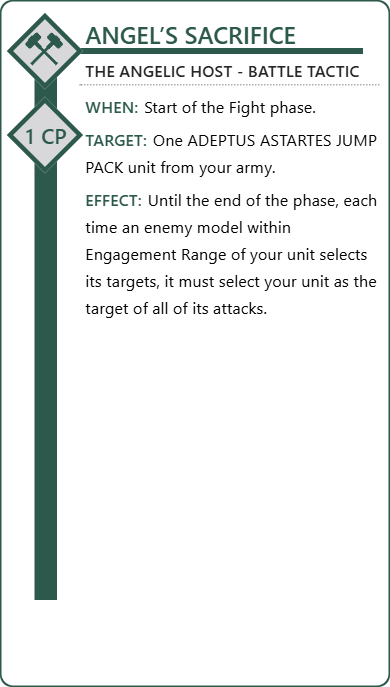 ANGEL’S SACRIFICE
THE ANGELIC HOST - BATTLE TACTIC
WHEN: Start of the Fight phase.
1 CP
TARGET: One ADEPTUS ASTARTES JUMP
PACK unit from your army.
EFFECT: Until the end of the phase, each
time an enemy model within
Engagement Range of your unit selects
its targets, it must select your unit as the
target of all of its attacks.